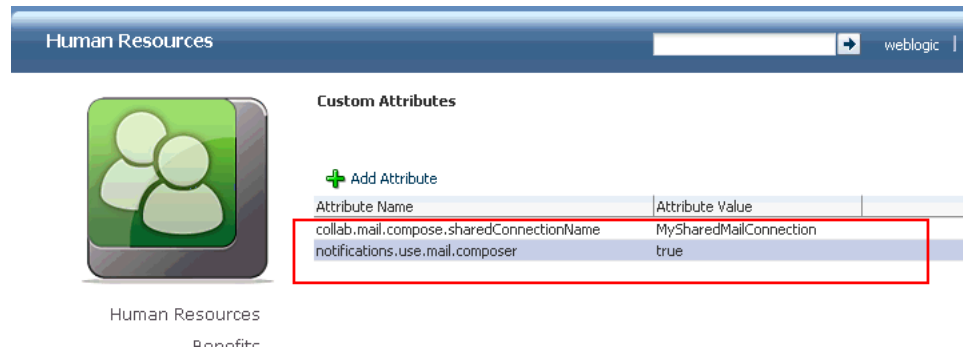 Human Resources
weblogic |
Custom Attributes
Add Attribute
Attribute Name Attribute Value
collab.mail.compose.sharedConnectionName MySharedMailConnection
notifications.use.mail.composer true
Human Resources
Benefits